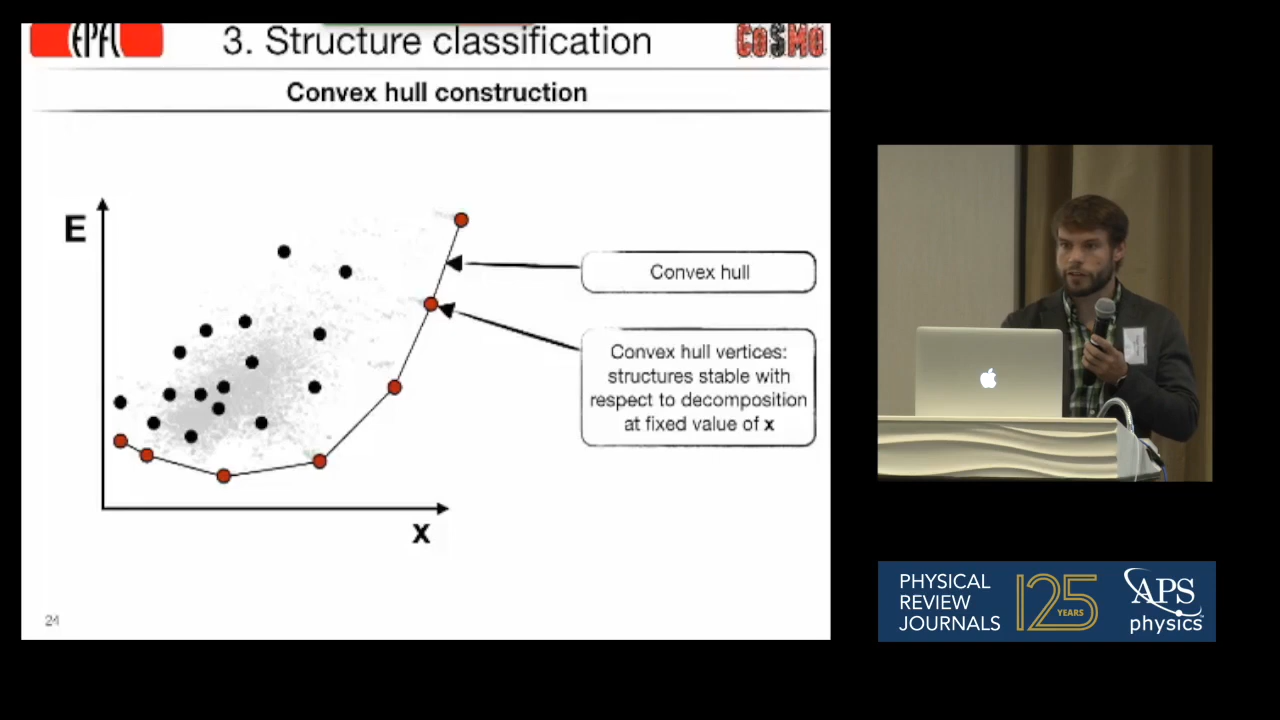 EPFL
3. Structure classification
COSMO
Convex hull construction
E
x
Convex hull
Convex hull vertices:
structures stable with
respect to decomposition
at fixed value of x
24
PHYSICAL
REVIEW
JOURNALS
125
YEARS
APS
physics